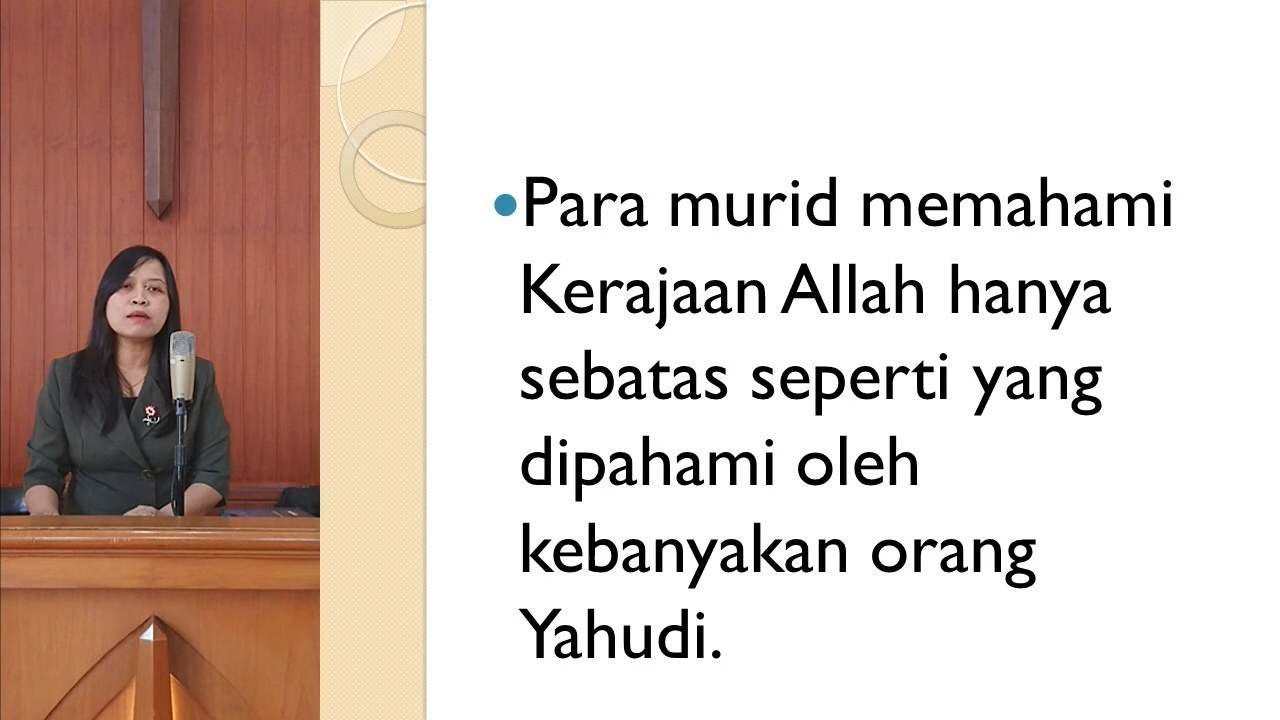 •Para murid memahami
Kerajaan Allah hanya
sebatas seperti yang
dipahami oleh
kebanyakan orang
Yahudi.